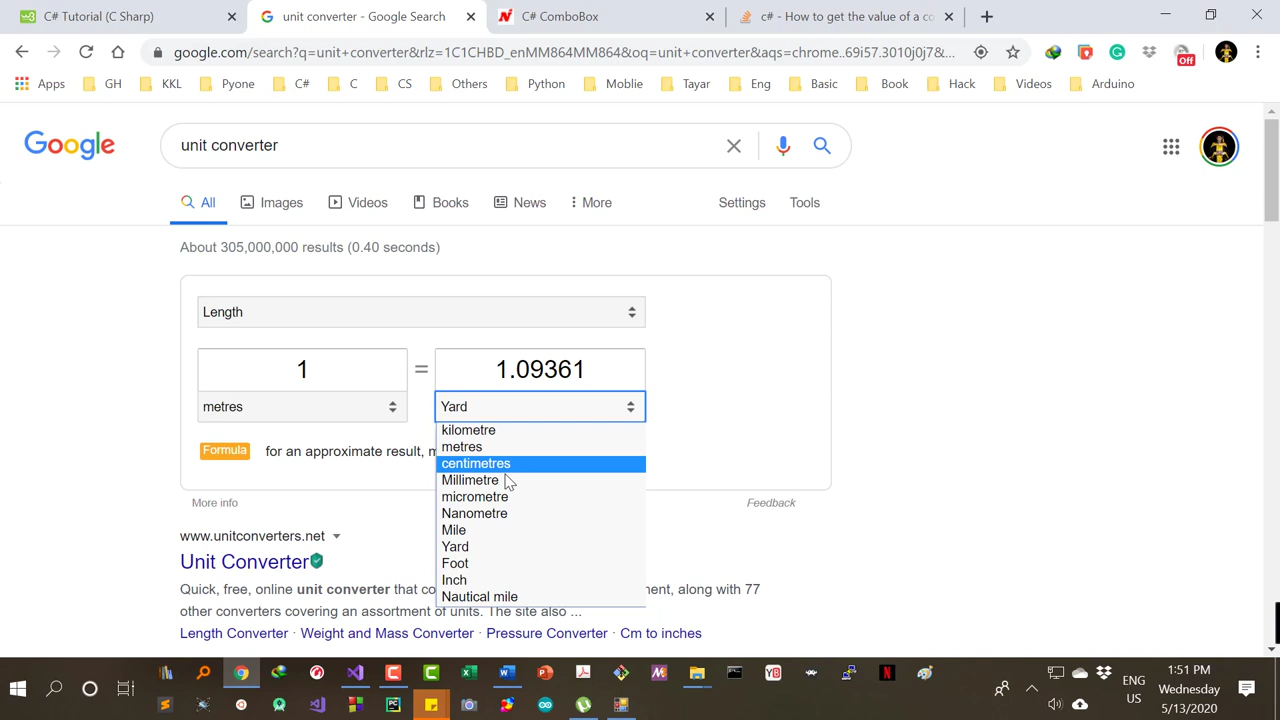 C# Tutorial (C Sharp)
unit converter - Google Search
C# ComboBox
c# - How to get the value of a co
google.com/search?q=unit+converter&rlz=1C1CHBD_enMM864MM864&oq=unit+converter&aqs=chrome..69i57.3010j0j7&...
Off
Apps GH KKL Pyone C# C CS Others Python Moblie Tayar Eng Basic Book Hack Videos Arduino
Google
unit converter
All Images Videos Books News More Settings Tools
About 305,000,000 results (0.40 seconds)
Length
1 = 1.09361
metres Yard
kilometre
metres
Formula for an approximate result, m
centimetres
Millimetre
micrometre
Nanometre
Mile
Yard
Foot
Inch
Nautical mile
More info Feedback
www.unitconverters.net
Unit Converter
Quick, free, online unit converter that co ment, along with 77
other converters covering an assortment of units. The site also ...
Length Converter · Weight and Mass Converter · Pressure Converter · Cm to inches
ENG
US
1:51 PM
Wednesday
5/13/2020